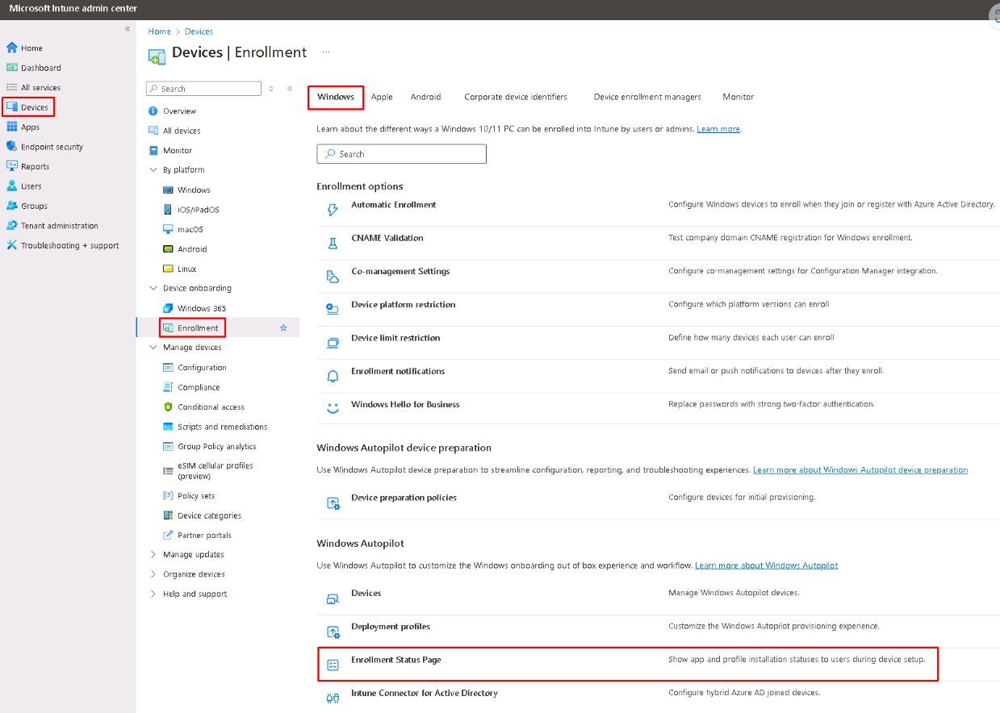 Microsoft Intune admin center
Home
Dashboard
All services
Devices
Apps
Endpoint security
Reports
Users
Groups
Tenant administration
Troubleshooting + support
Home > Devices
Devices | Enrollment ...
Search
Overview
All devices
Monitor
By platform
Windows
iOS/iPadOS
macOS
Android
Linux
Device onboarding
Windows 365
Enrollment
Manage devices
Configuration
Compliance
Conditional access
Scripts and remediations
Group Policy analytics
eSIM cellular profiles
(preview)
Policy sets
Device categories
Partner portals
Manage updates
Organize devices
Help and support
Windows Apple Android Corporate device identifiers Device enrollment managers Monitor
Learn about the different ways a Windows 10/11 PC can be enrolled into Intune by users or admins. Learn more.
Search
Enrollment options
Automatic Enrollment Configure Windows devices to enroll when they join or register with Azure Active Directory.
CNAME Validation Test company domain CNAME registration for Windows enrollment.
Co-management Settings Configure co-management settings for Configuration Manager integration.
Device platform restriction Configure which platform versions can enroll
Device limit restriction Define how many devices each user can enroll
Enrollment notifications Send email or push notifications to devices after they enroll.
Windows Hello for Business Replace passwords with strong two-factor authentication.
Windows Autopilot device preparation
Use Windows Autopilot device preparation to streamline configuration, reporting, and troubleshooting experiences. Learn more about Windows Autopilot device preparation
Device preparation policies Configure devices for initial provisioning.
Windows Autopilot
Use Windows Autopilot to customize the Windows onboarding out of box experience and workflow. Learn more about Windows Autopilot
Devices Manage Windows Autopilot devices.
Deployment profiles Customize the Windows Autopilot provisioning experience.
Enrollment Status Page Show app and profile installation statuses to users during device setup.
Intune Connector for Active Directory Configure hybrid Azure AD joined devices.